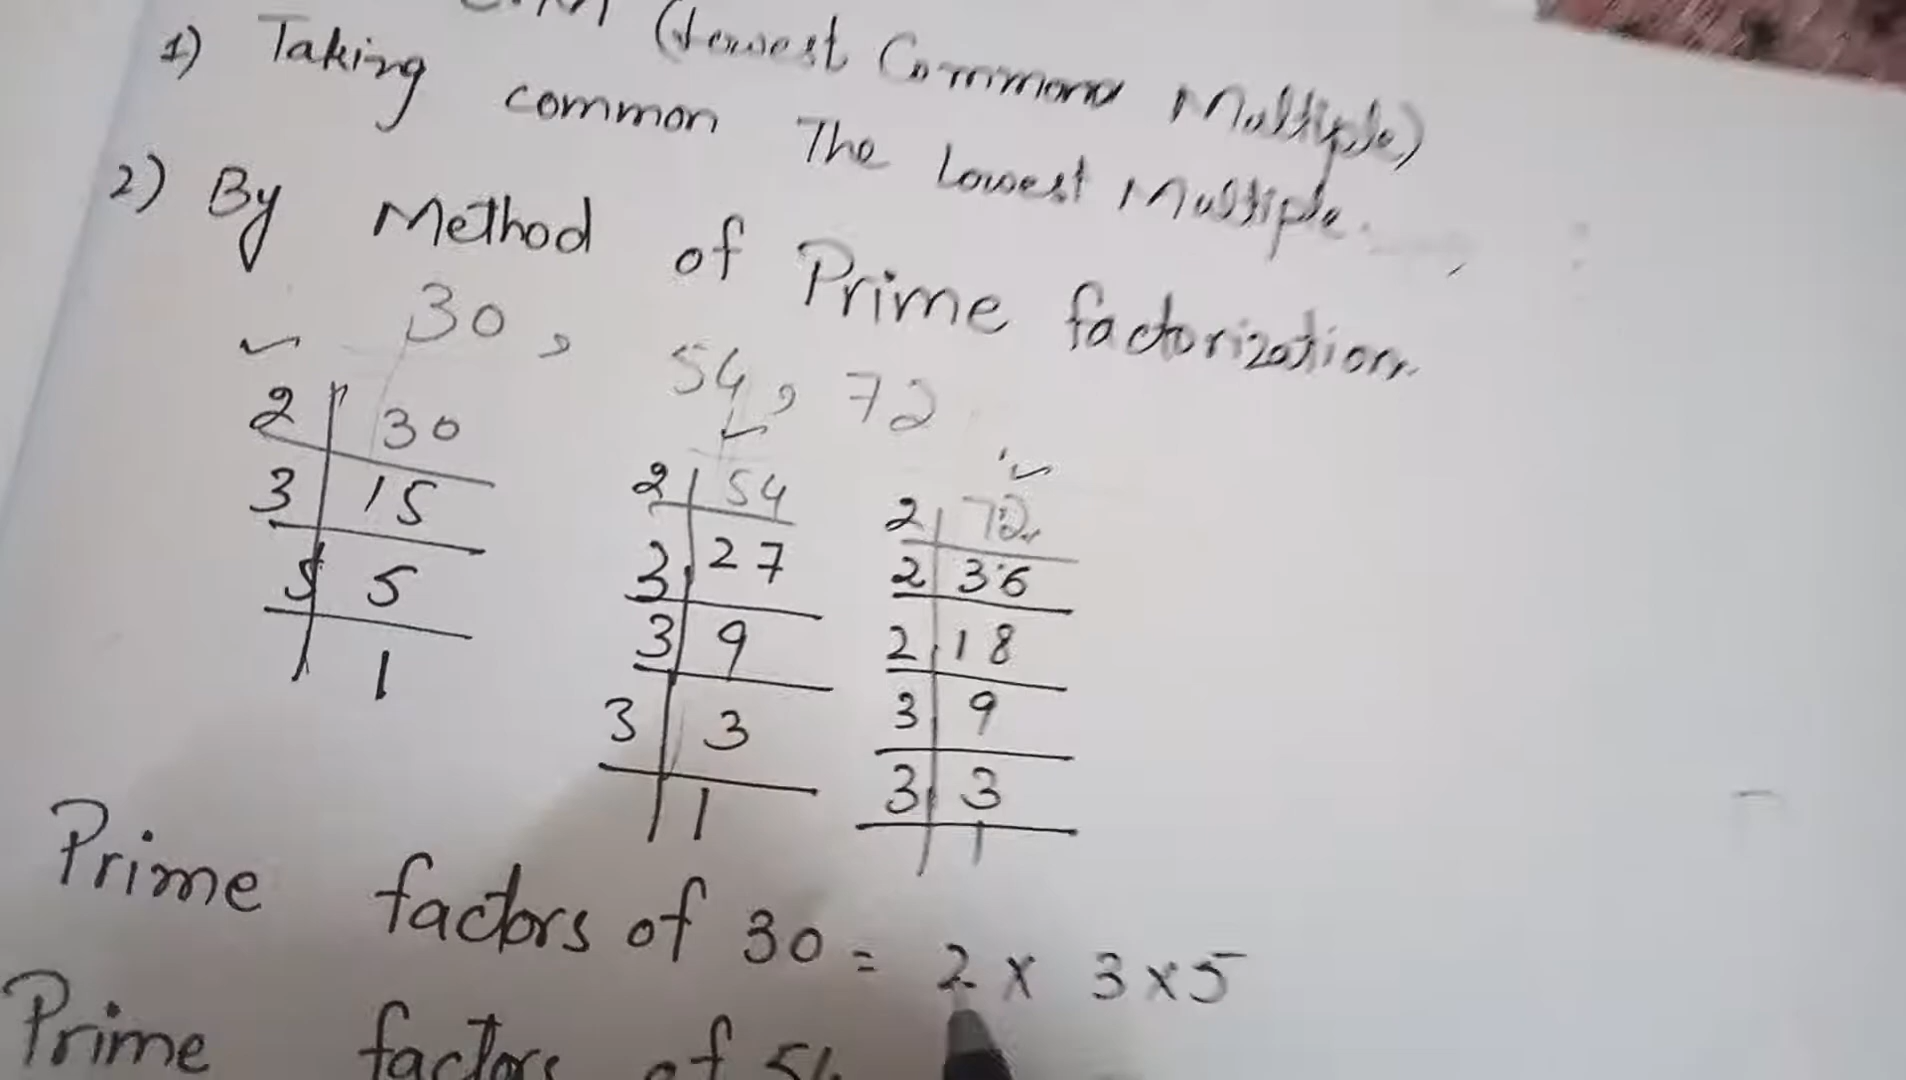 (Lowest Common Multiple)
1) Taking common The Lowest Multiple.
2) By Method of Prime factorization.
30, 54, 72
2 | 30
3 | 15
5 | 5
| 1
2 | 54
3 | 27
3 | 9
3 | 3
| 1
2 | 72
2 | 36
2 | 18
3 | 9
3 | 3
| 1
Prime factors of 30 = 2 x 3 x 5
Prime factors of 54